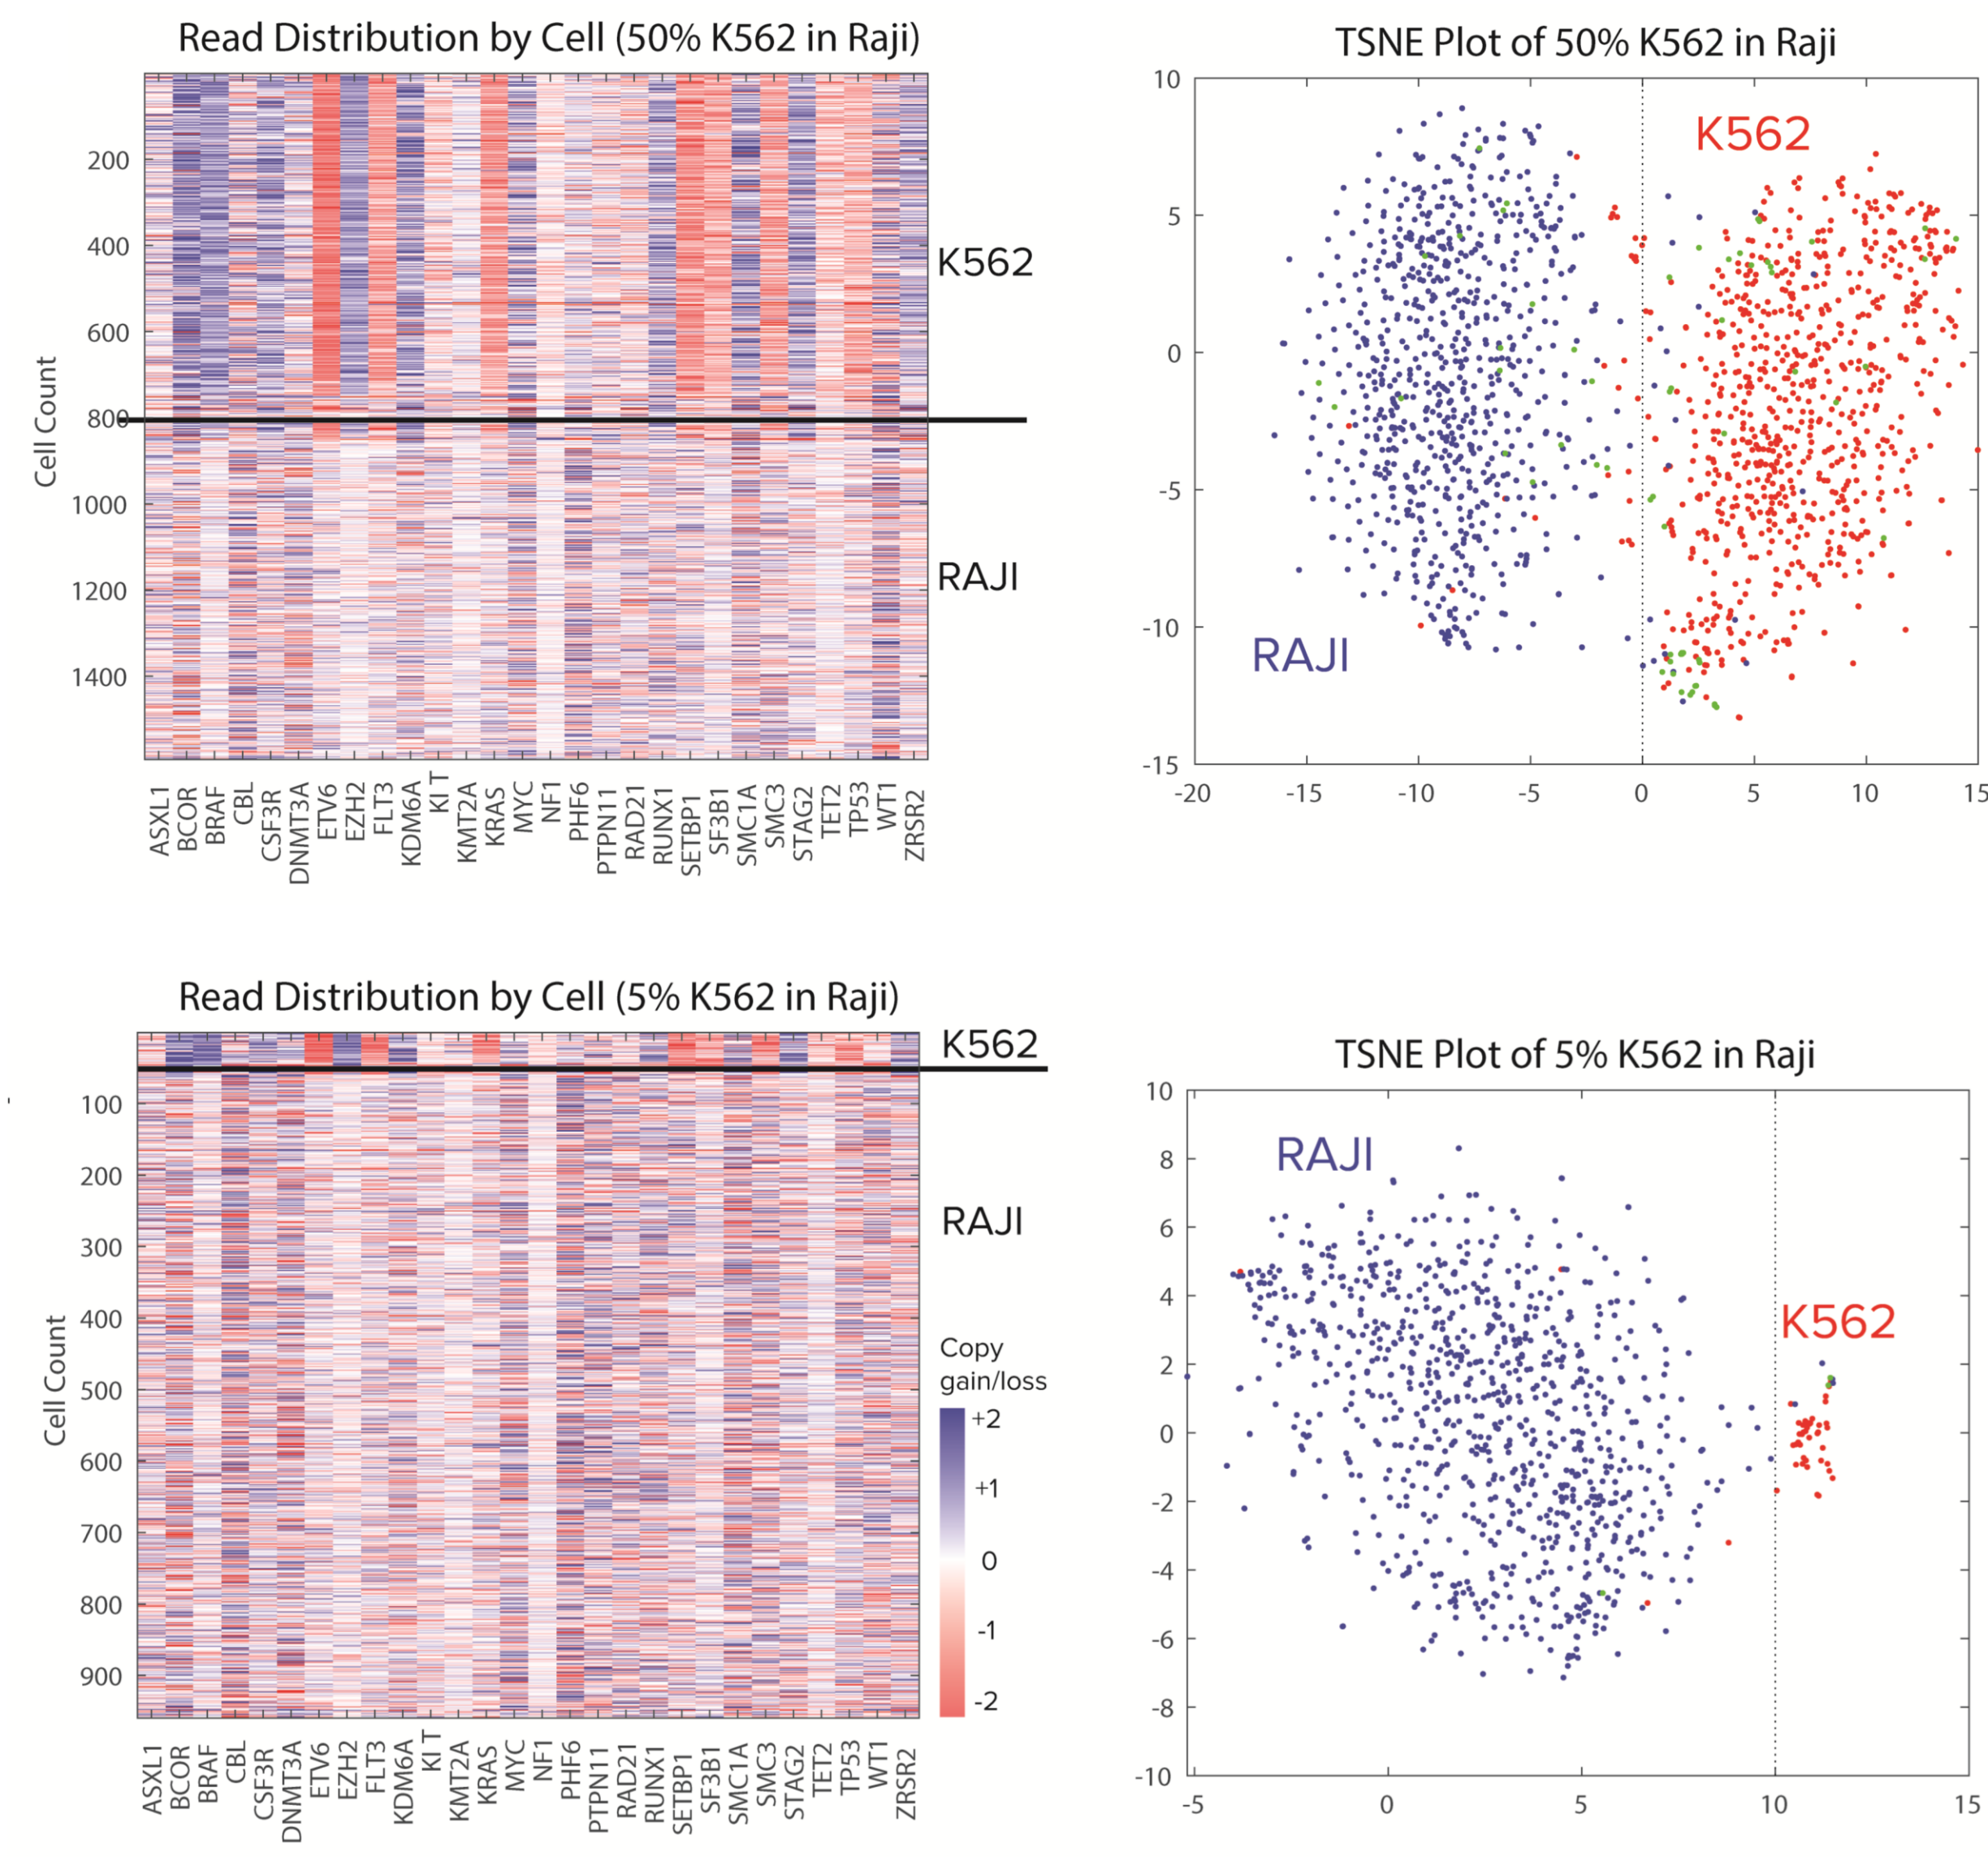 Read Distribution by Cell (50% K562 in Raji)
200
400
600
800
1000
1200
1400
Cell Count
K562
RAJI
ASXL1
BCOR
BRAF
CBL
CSF3R
DNMT3A
ETV6
EZH2
FLT3
KDM6A
KI T
KMT2A
KRAS
MYC
NF1
PHF6
PTPN11
RAD21
RUNX1
SETBP1
SF3B1
SMC1A
SMC3
STAG2
TET2
TP53
WT1
ZRSR2
TSNE Plot of 50% K562 in Raji
10
5
0
-5
-10
-15
K562
RAJI
-20
-15
-10
-5
0
5
10
15
Read Distribution by Cell (5% K562 in Raji)
100
200
300
400
500
600
700
800
900
Cell Count
K562
RAJI
Copy
gain/loss
+2
+1
0
-1
-2
ASXL1
BCOR
BRAF
CBL
CSF3R
DNMT3A
ETV6
EZH2
FLT3
KDM6A
KI T
KMT2A
KRAS
MYC
NF1
PHF6
PTPN11
RAD21
RUNX1
SETBP1
SF3B1
SMC1A
SMC3
STAG2
TET2
TP53
WT1
ZRSR2
TSNE Plot of 5% K562 in Raji
10
8
6
4
2
0
-2
-4
-6
-8
-10
RAJI
K562
-5
0
5
10
15